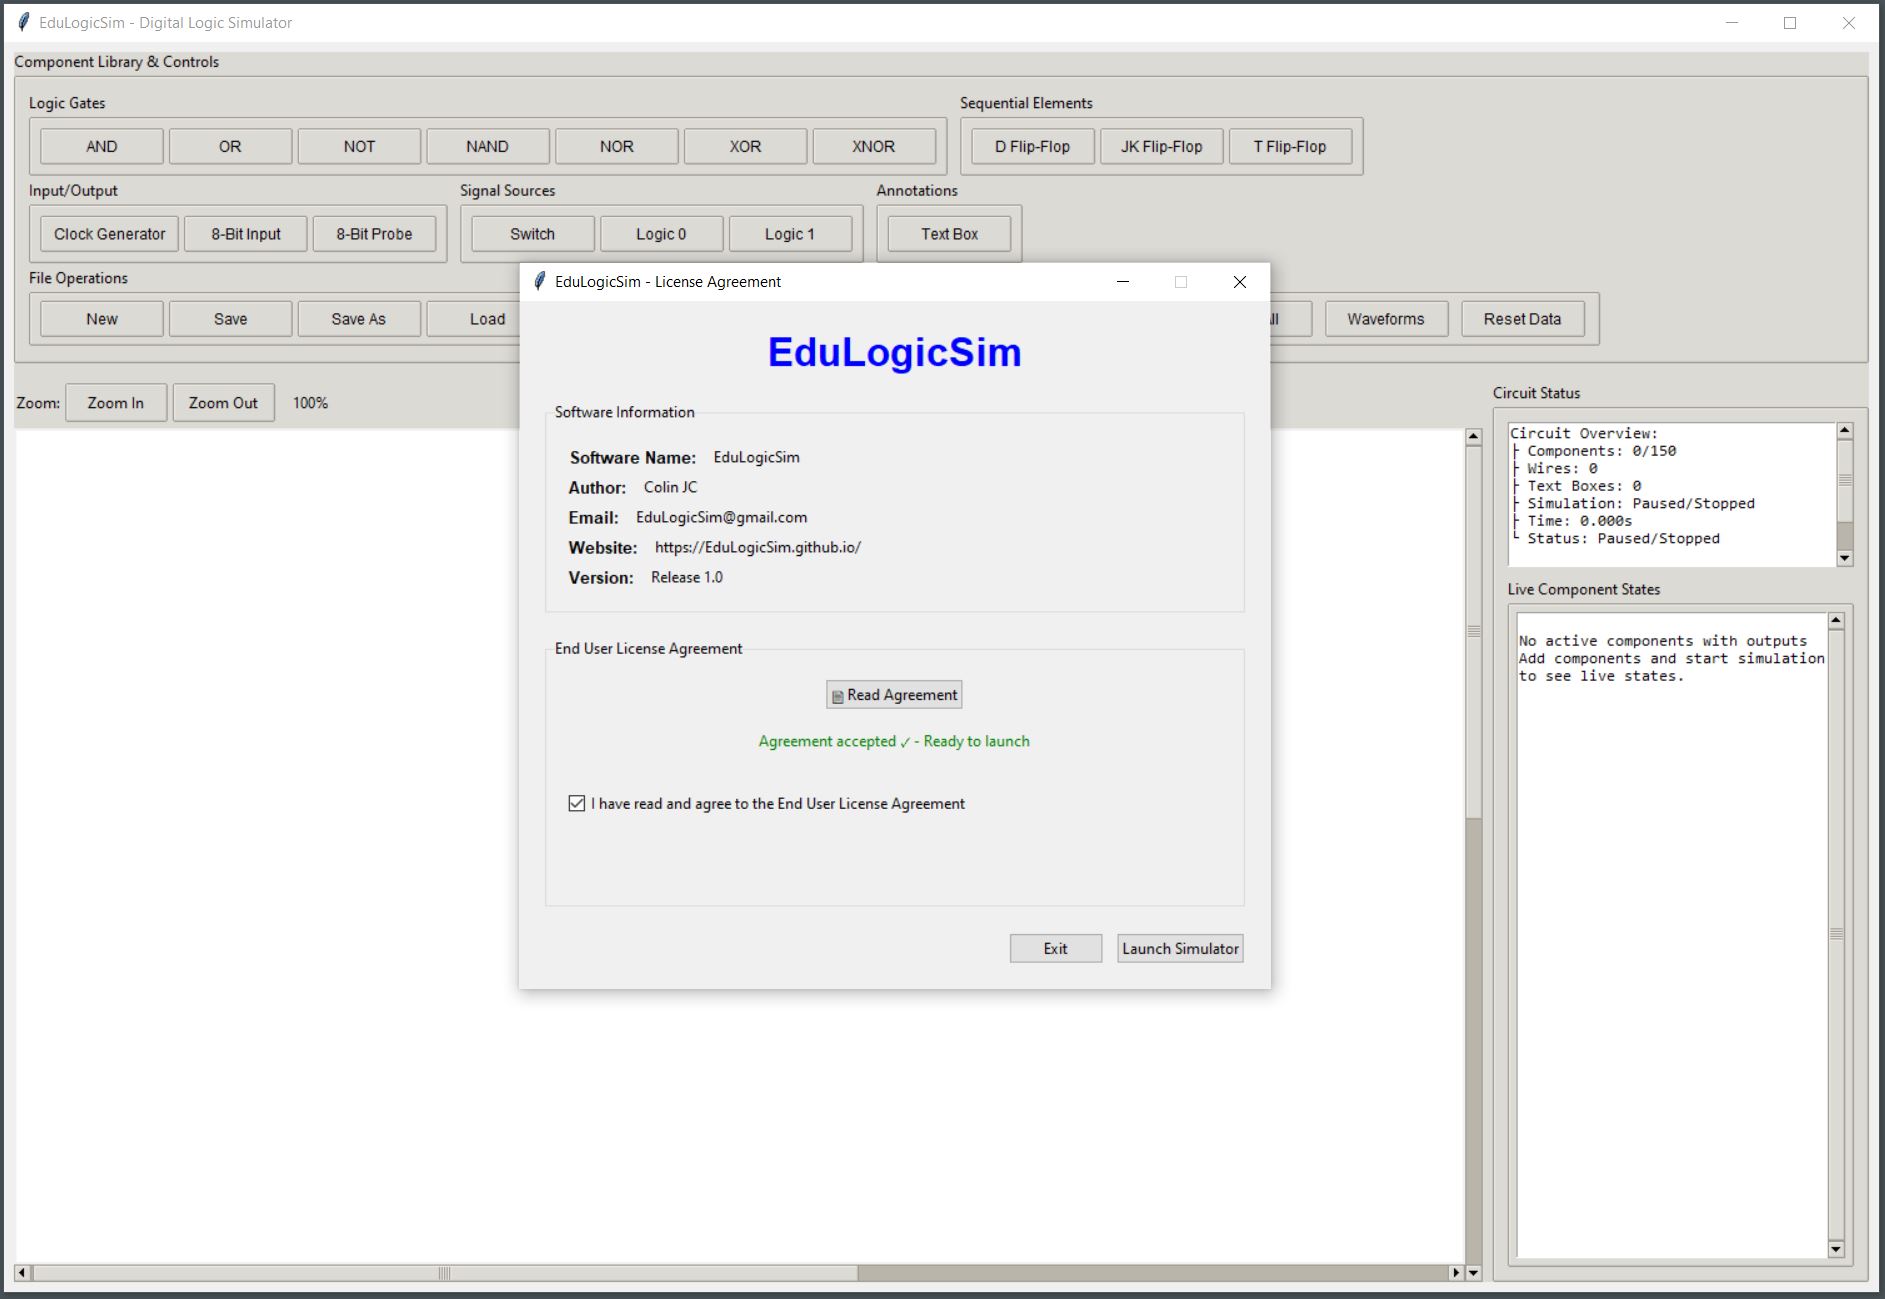 EduLogicSim - Digital Logic Simulator
Component Library & Controls
Logic Gates
AND OR NOT NAND NOR XOR XNOR
Sequential Elements
D Flip-Flop JK Flip-Flop T Flip-Flop
Input/Output
Clock Generator 8-Bit Input 8-Bit Probe
Signal Sources
Switch Logic 0 Logic 1
Annotations
Text Box
File Operations
New Save Save As Load
Waveforms Reset Data
Zoom: Zoom In Zoom Out 100%
EduLogicSim - License Agreement
EduLogicSim
Software Information
Software Name: EduLogicSim
Author: Colin JC
Email: EduLogicSim@gmail.com
Website: https://EduLogicSim.github.io/
Version: Release 1.0
End User License Agreement
Read Agreement
Agreement accepted ✓ - Ready to launch
I have read and agree to the End User License Agreement
Exit Launch Simulator
Circuit Status
Circuit Overview:
├ Components: 0/150
├ Wires: 0
├ Text Boxes: 0
├ Simulation: Paused/Stopped
├ Time: 0.000s
└ Status: Paused/Stopped
Live Component States
No active components with outputs
Add components and start simulation
to see live states.